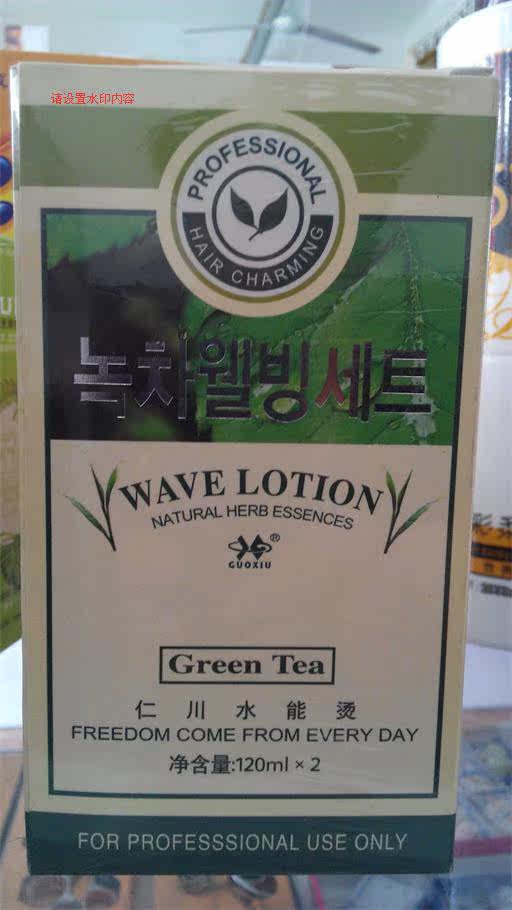 请设置水印内容
PROFESSIONAL
HAIR CHARMING
녹차웰빙세트
WAVE LOTION
NATURAL HERB ESSENCES
®
GUOXIU
Green Tea
仁川水能烫
FREEDOM COME FROM EVERY DAY
净含量:120ml × 2
FOR PROFESSSIONAL USE ONLY